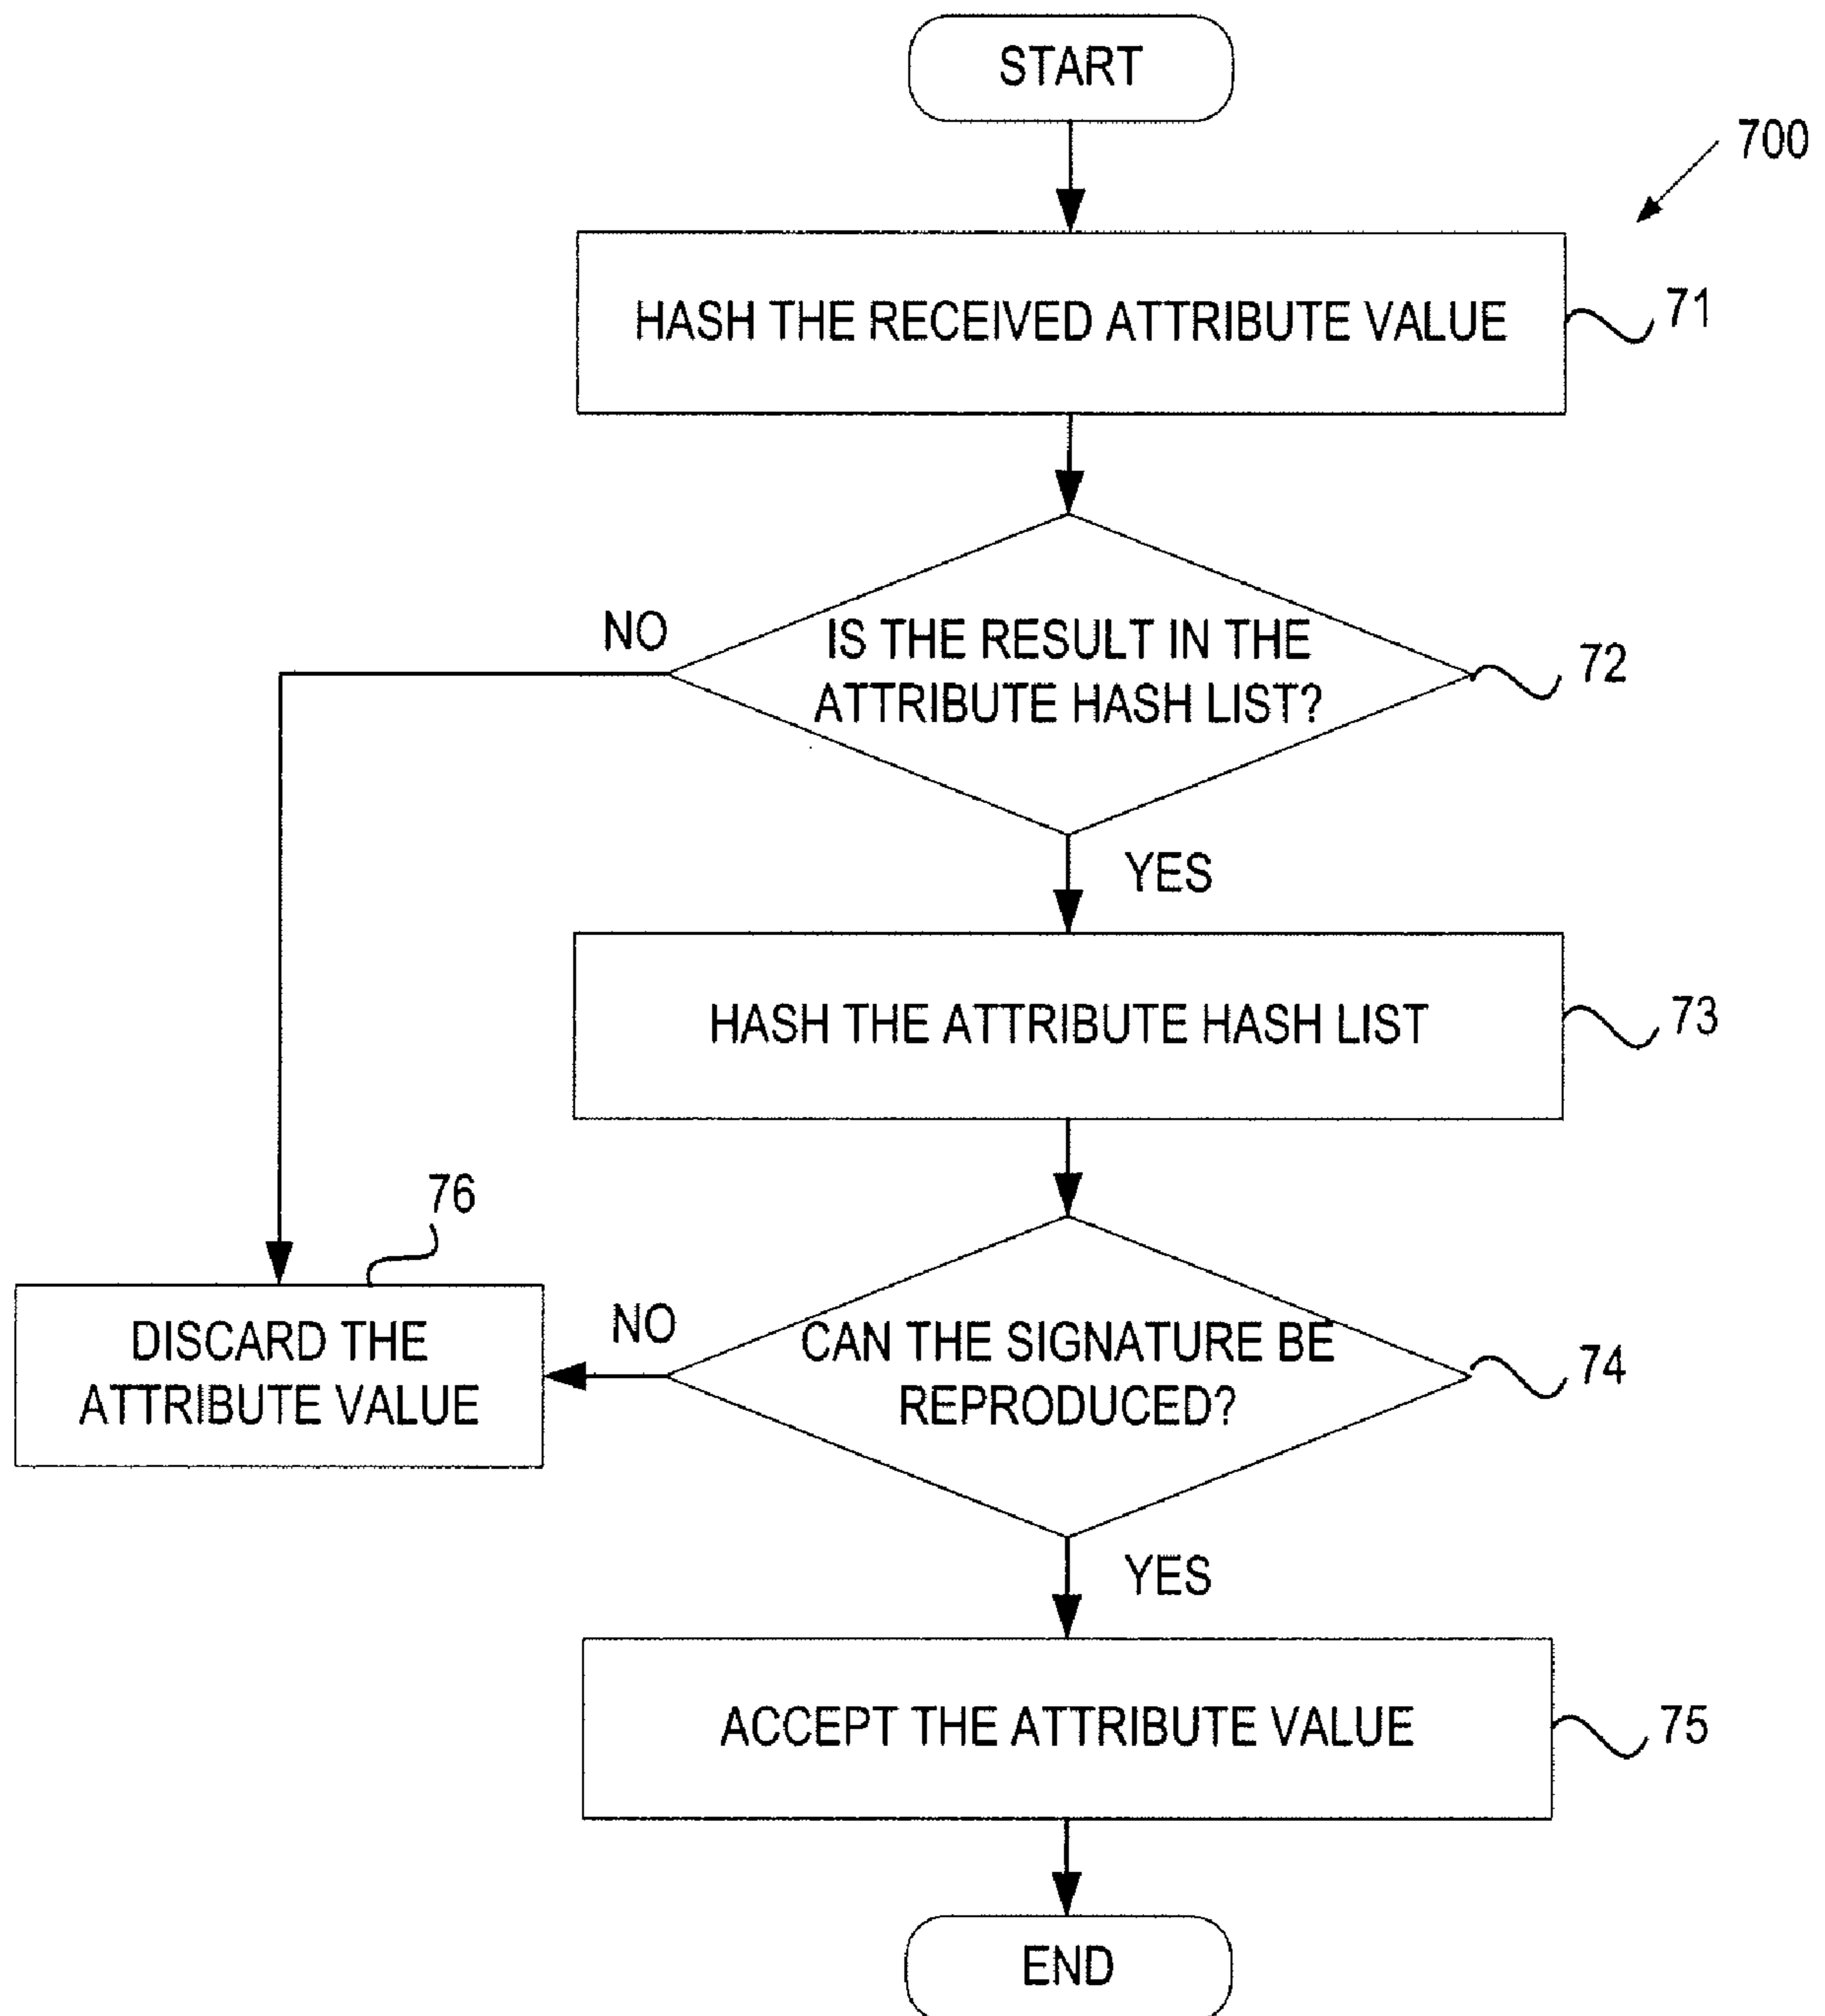 START
700
HASH THE RECEIVED ATTRIBUTE VALUE
71
NO
IS THE RESULT IN THE
ATTRIBUTE HASH LIST?
72
YES
HASH THE ATTRIBUTE HASH LIST
73
76
DISCARD THE
ATTRIBUTE VALUE
NO
CAN THE SIGNATURE BE
REPRODUCED?
74
YES
ACCEPT THE ATTRIBUTE VALUE
75
END